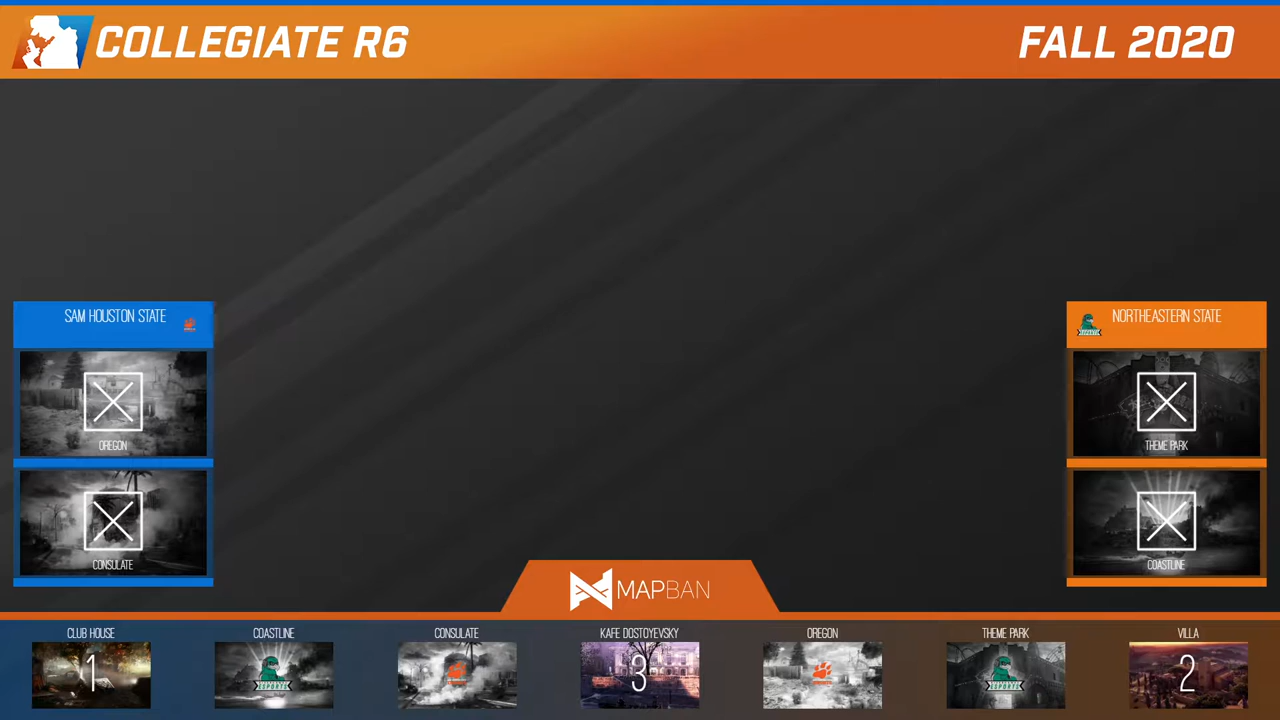 COLLEGIATE R6
FALL 2020
SAM HOUSTON STATE
OREGON
CONSULATE
NORTHEASTERN STATE
THEME PARK
COASTLINE
MAPBAN
CLUB HOUSE
1
COASTLINE
CONSULATE
KAFE DOSTOYEVSKY
3
OREGON
THEME PARK
VILLA
2